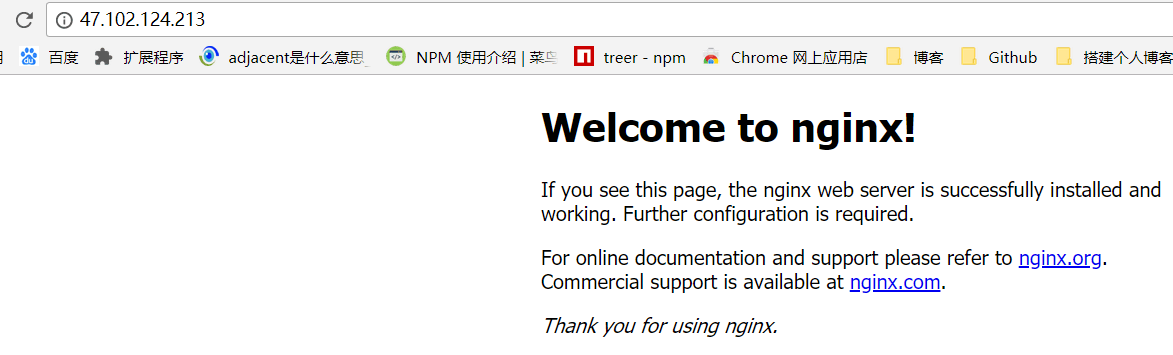 47.102.124.213
百度 扩展程序 adjacent是什么意思_ NPM 使用介绍 | 菜鸟 treer - npm Chrome 网上应用店 博客 Github 搭建个人博客
Welcome to nginx!
If you see this page, the nginx web server is successfully installed and
working. Further configuration is required.
For online documentation and support please refer to nginx.org.
Commercial support is available at nginx.com.
Thank you for using nginx.